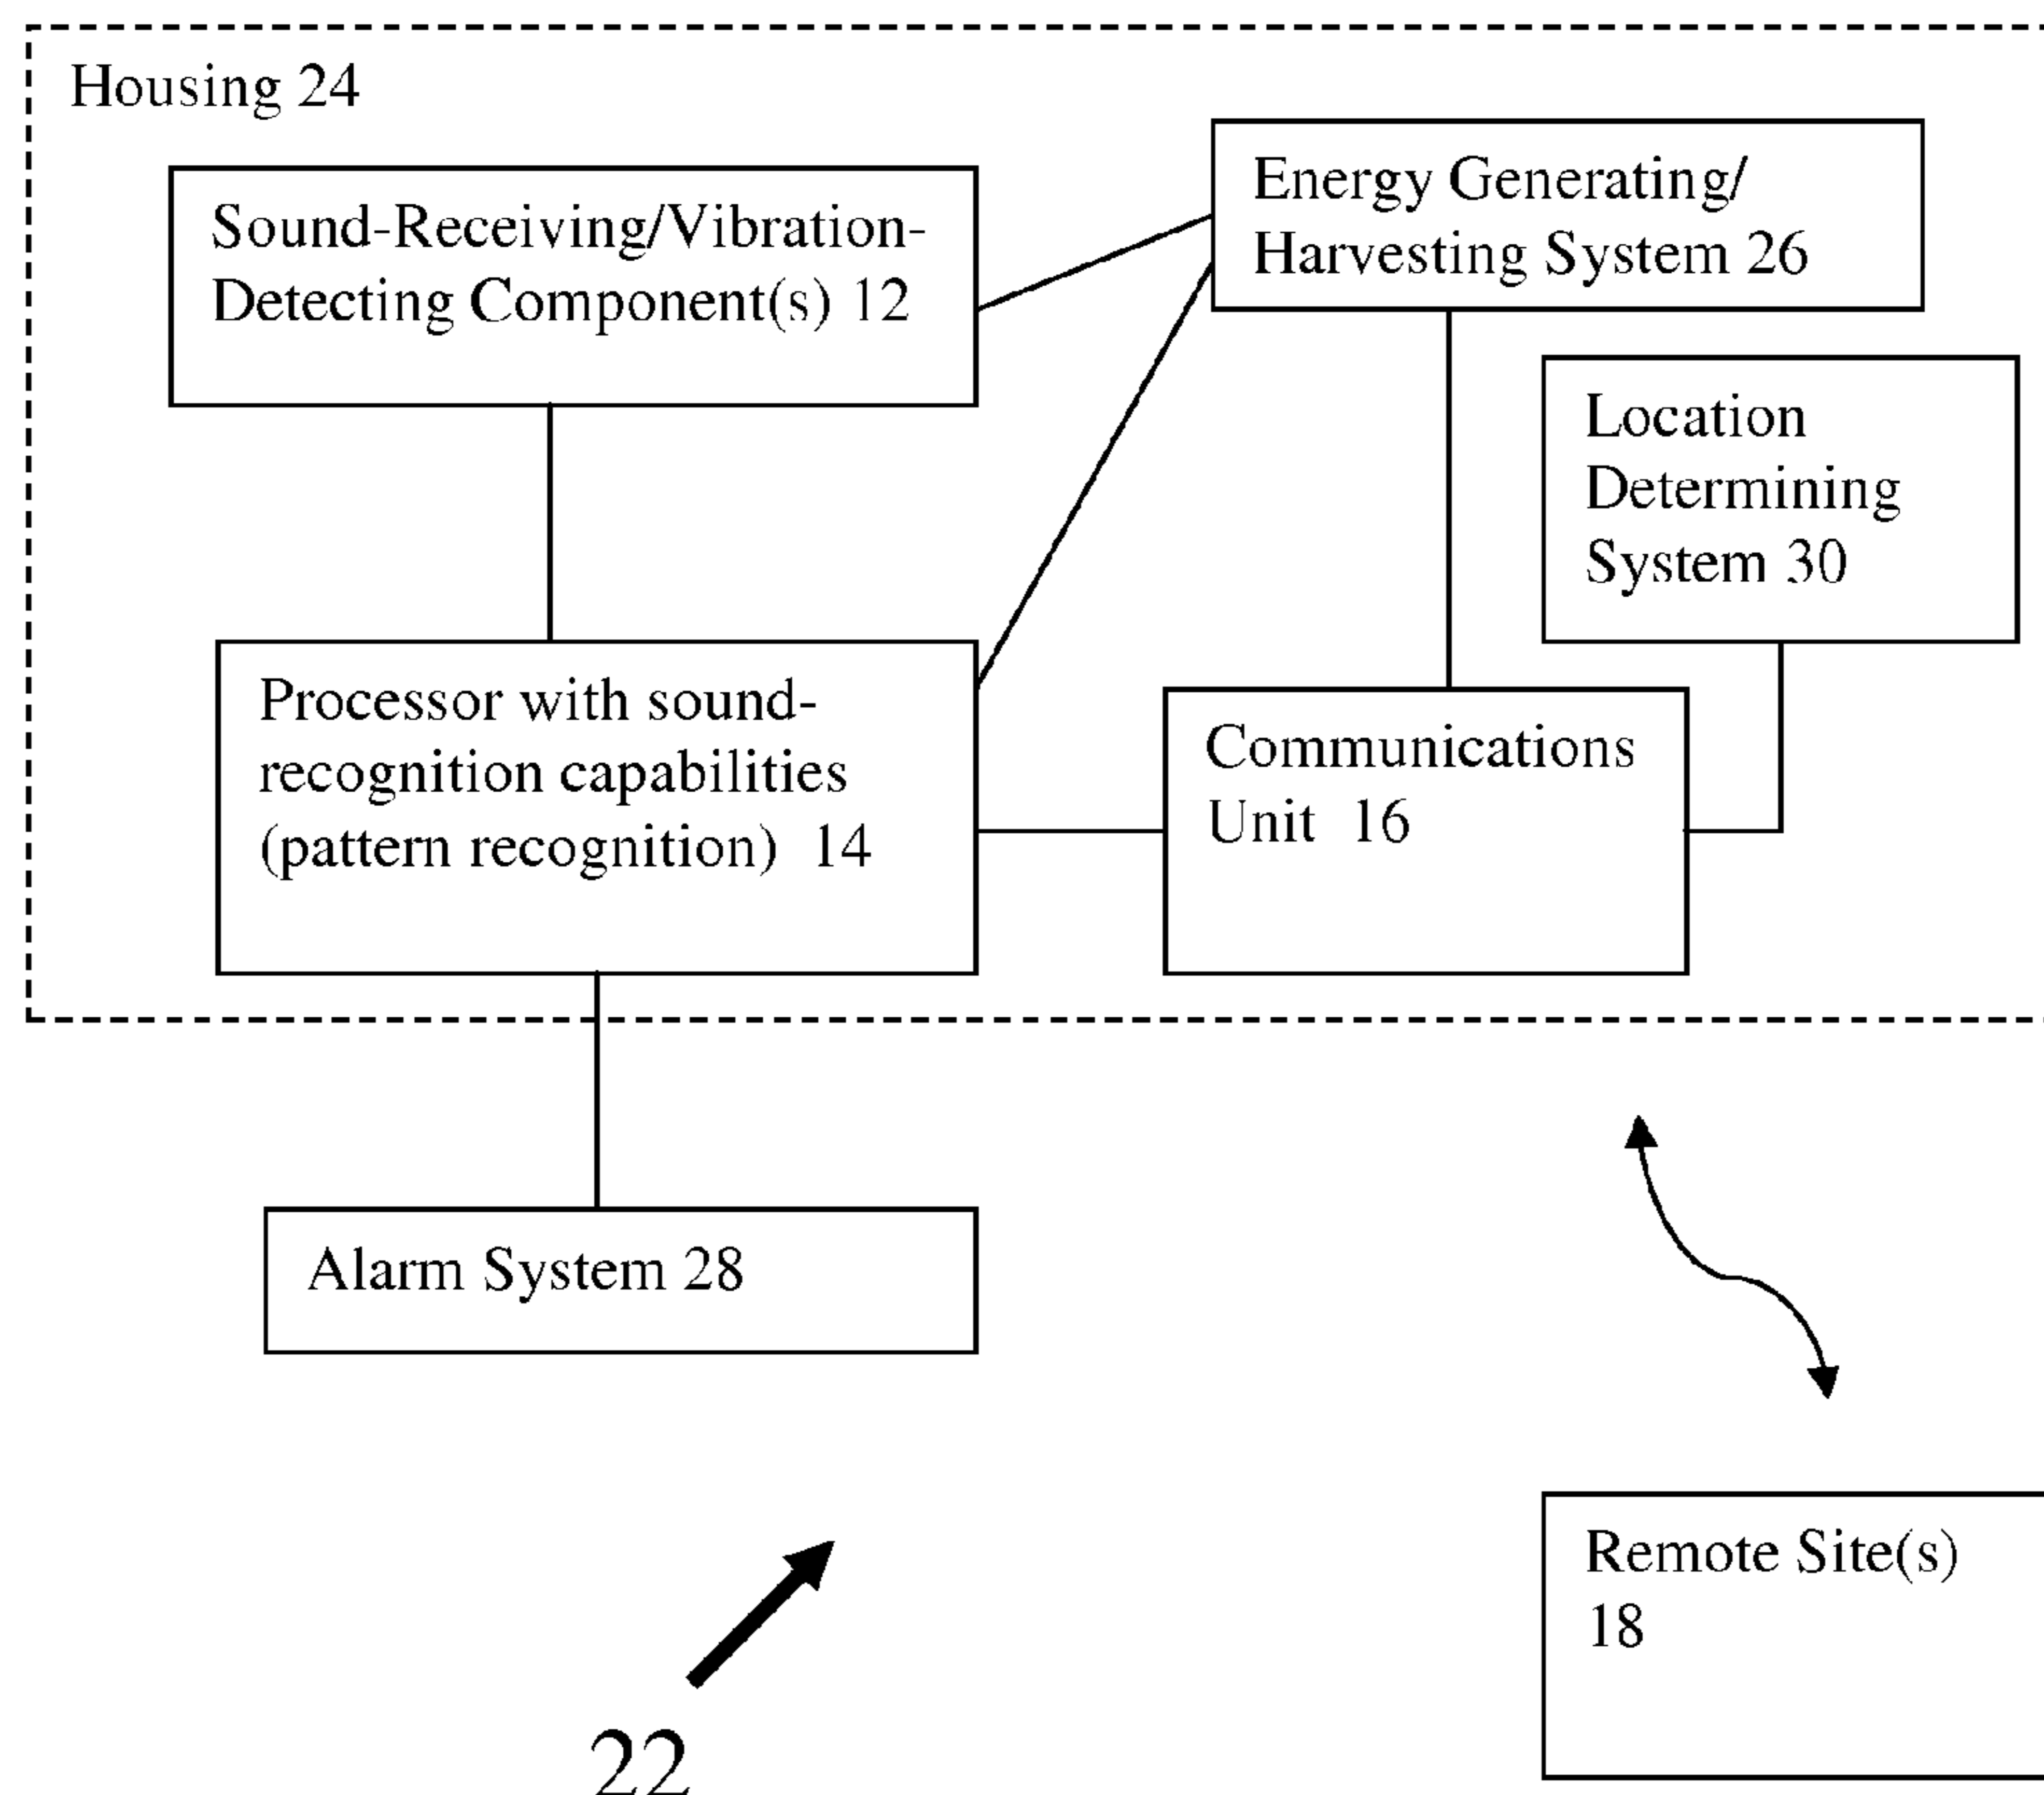 Housing 24
Sound-Receiving/Vibration-
Detecting Component(s) 12
Energy Generating/
Harvesting System 26
Location
Determining
System 30
Processor with sound-
recognition capabilities
(pattern recognition) 14
Communications
Unit 16
Alarm System 28
Remote Site(s)
18
22